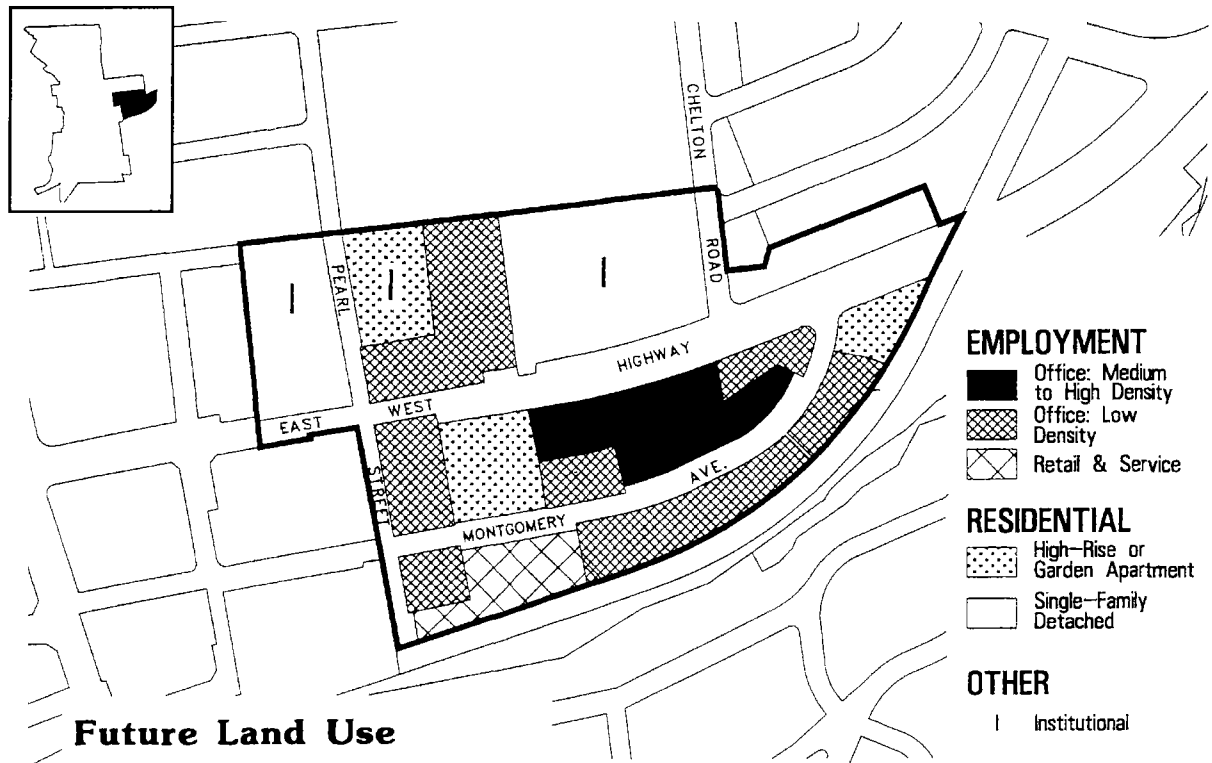 CHELTON
ROAD
PEARL
I
I
I
HIGHWAY
WEST
EAST
STREET
AVE.
MONTGOMERY
EMPLOYMENT
Office: Medium
to High Density
Office: Low
Density
Retail & Service
RESIDENTIAL
High-Rise or
Garden Apartment
Single-Family
Detached
OTHER
I Institutional
Future Land Use